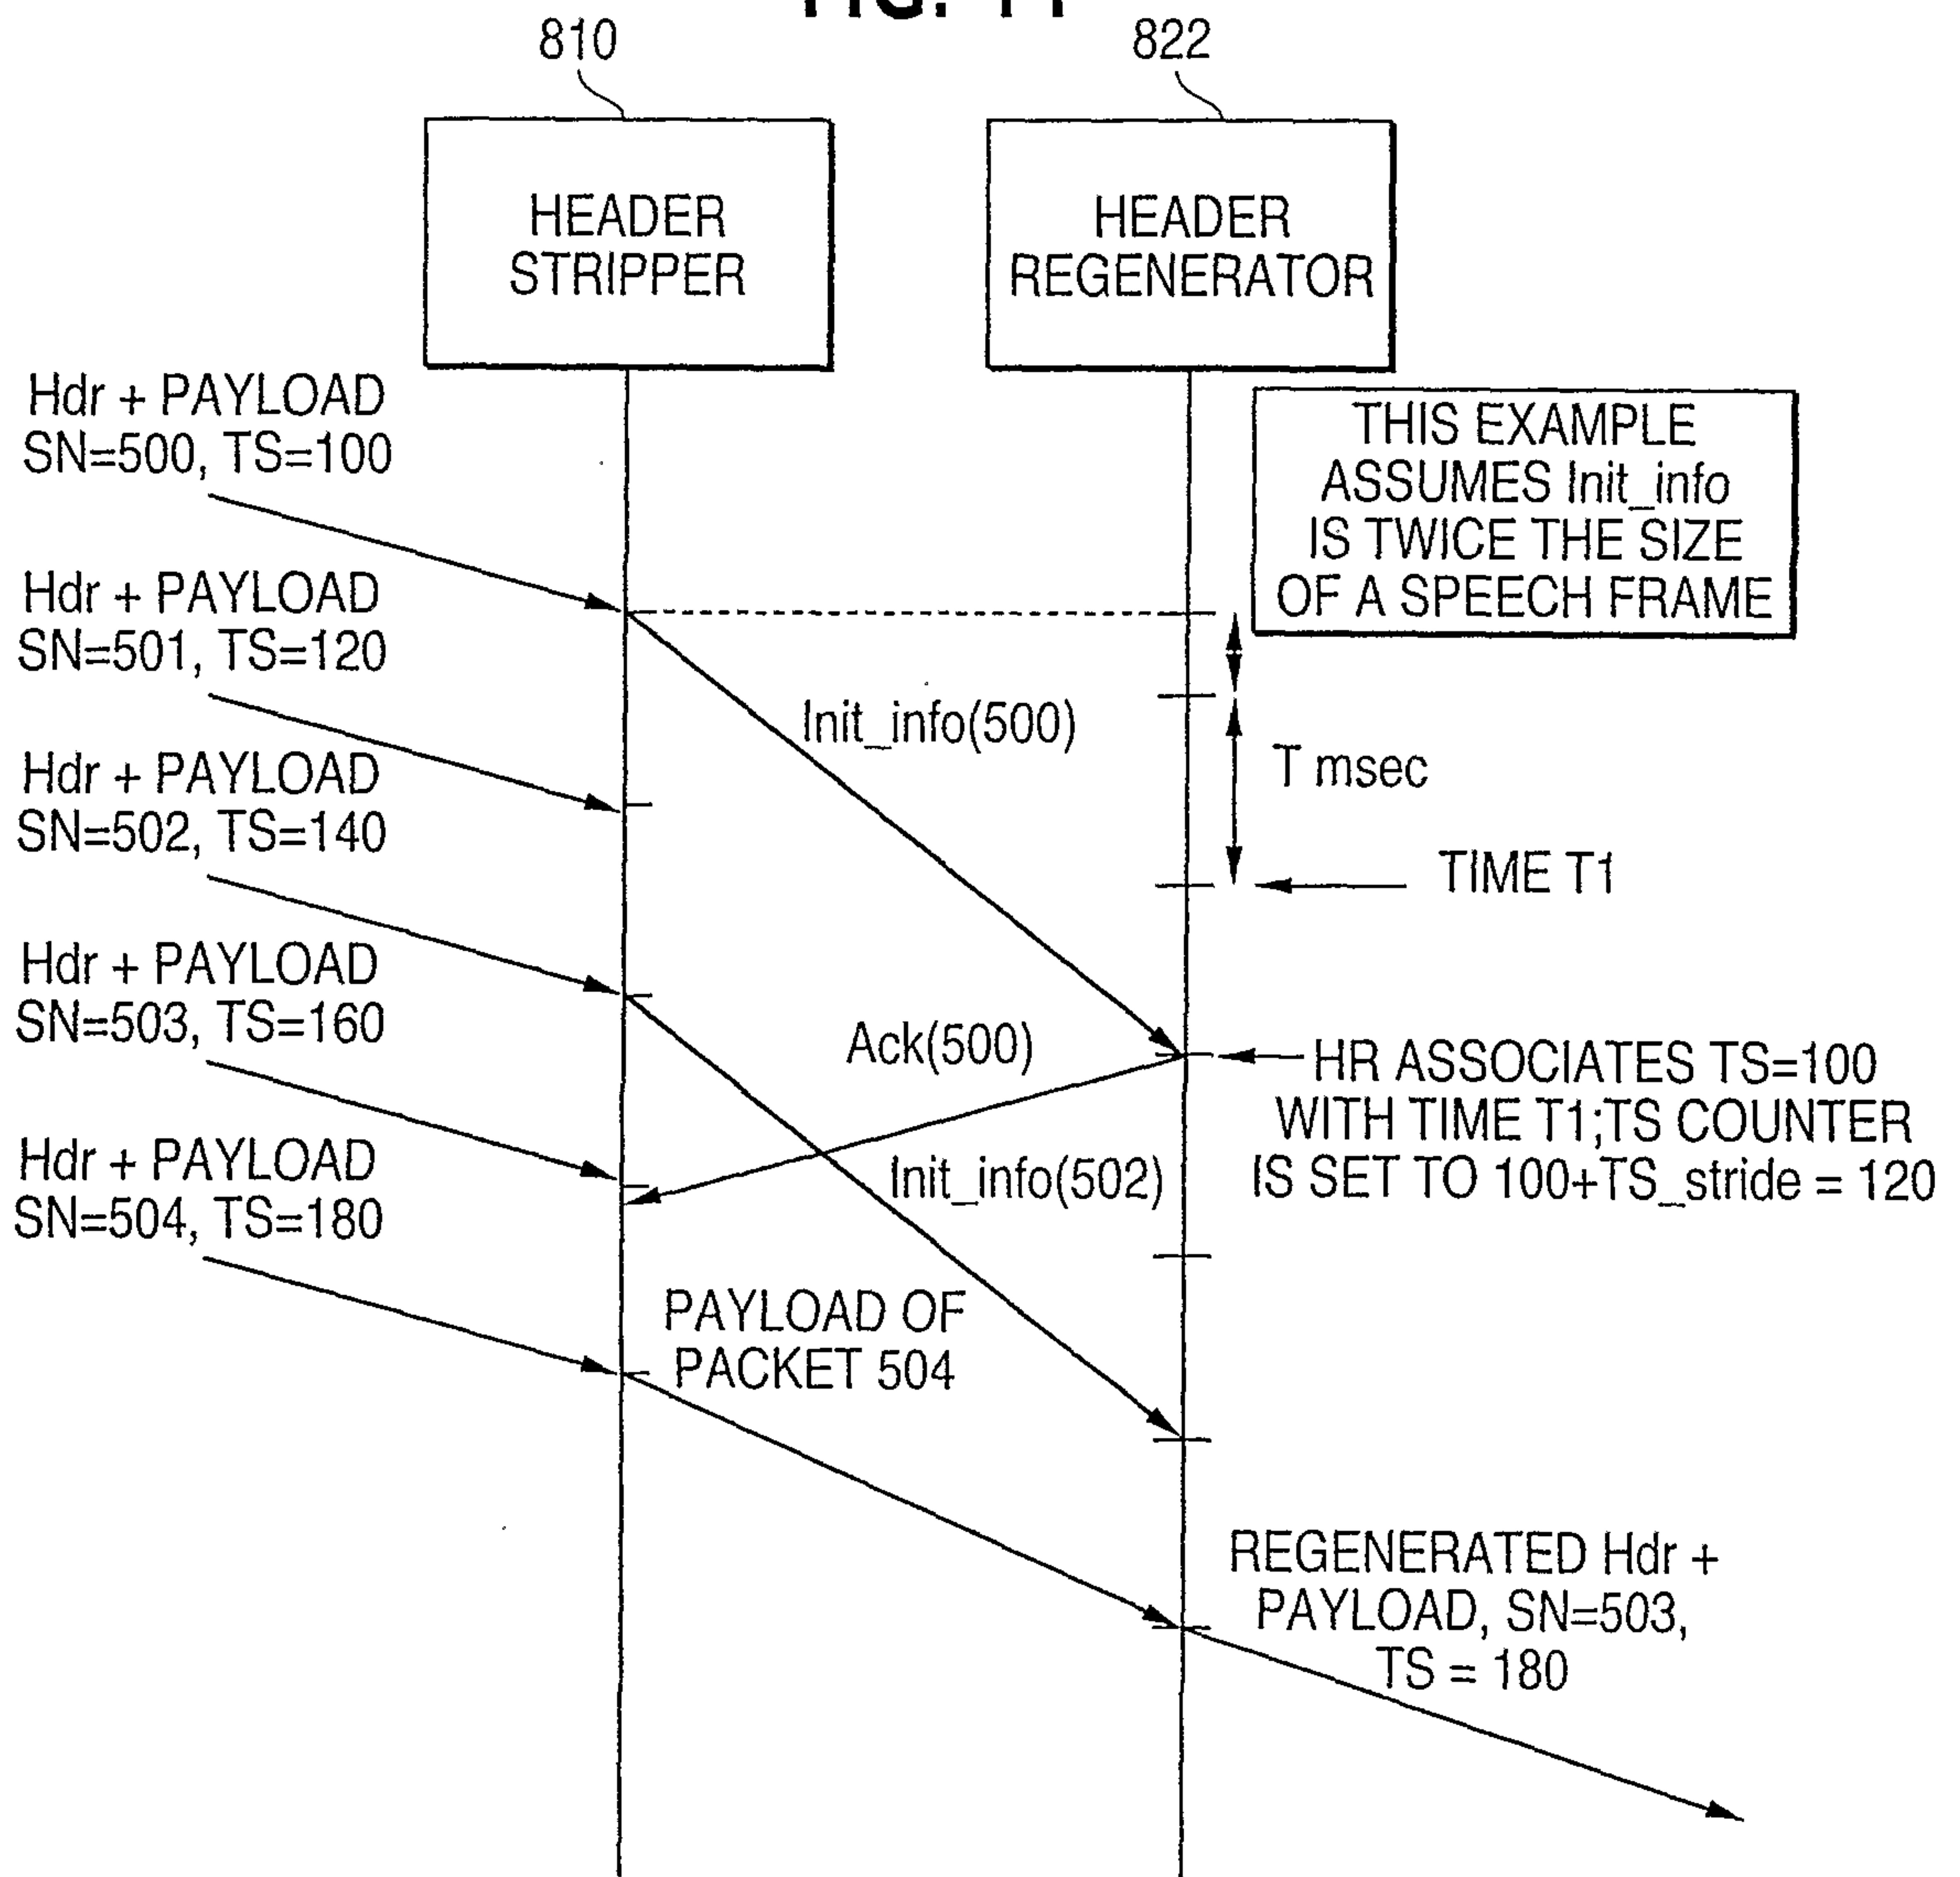 810
822
HEADER
STRIPPER
HEADER
REGENERATOR
Hdr + PAYLOAD
SN=500, TS=100
THIS EXAMPLE
ASSUMES Init_info
IS TWICE THE SIZE
OF A SPEECH FRAME
Hdr + PAYLOAD
SN=501, TS=120
Init_info(500)
T msec
Hdr + PAYLOAD
SN=502, TS=140
TIME T1
Hdr + PAYLOAD
SN=503, TS=160
Ack(500)
HR ASSOCIATES TS=100
WITH TIME T1;TS COUNTER
IS SET TO 100+TS_stride = 120
Hdr + PAYLOAD
SN=504, TS=180
Init_info(502)
PAYLOAD OF
PACKET 504
REGENERATED Hdr +
PAYLOAD, SN=503,
TS = 180